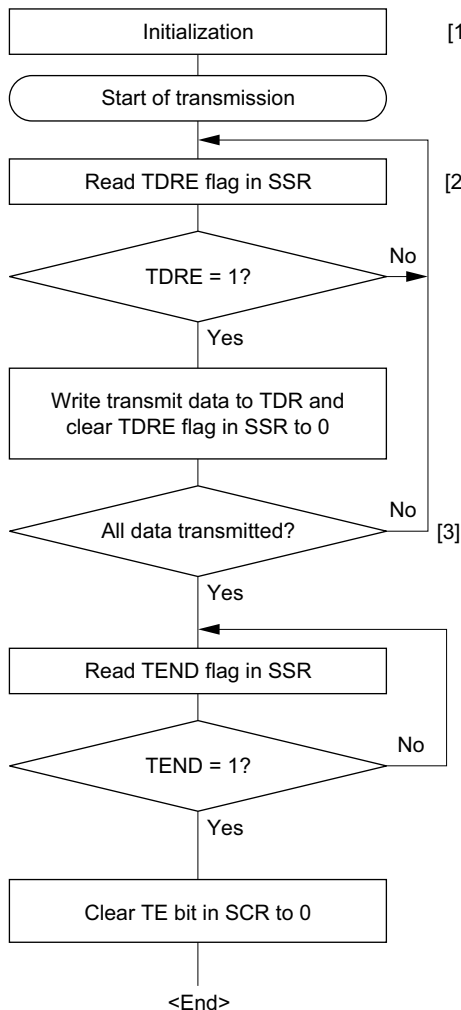 Initialization
[1
Start of transmission
Read TDRE flag in SSR
[2
No
TDRE = 1?
Yes
Write transmit data to TDR and
clear TDRE flag in SSR to 0
No
All data transmitted?
[3]
Yes
Read TEND flag in SSR
No
TEND = 1?
Yes
Clear TE bit in SCR to 0
<End>